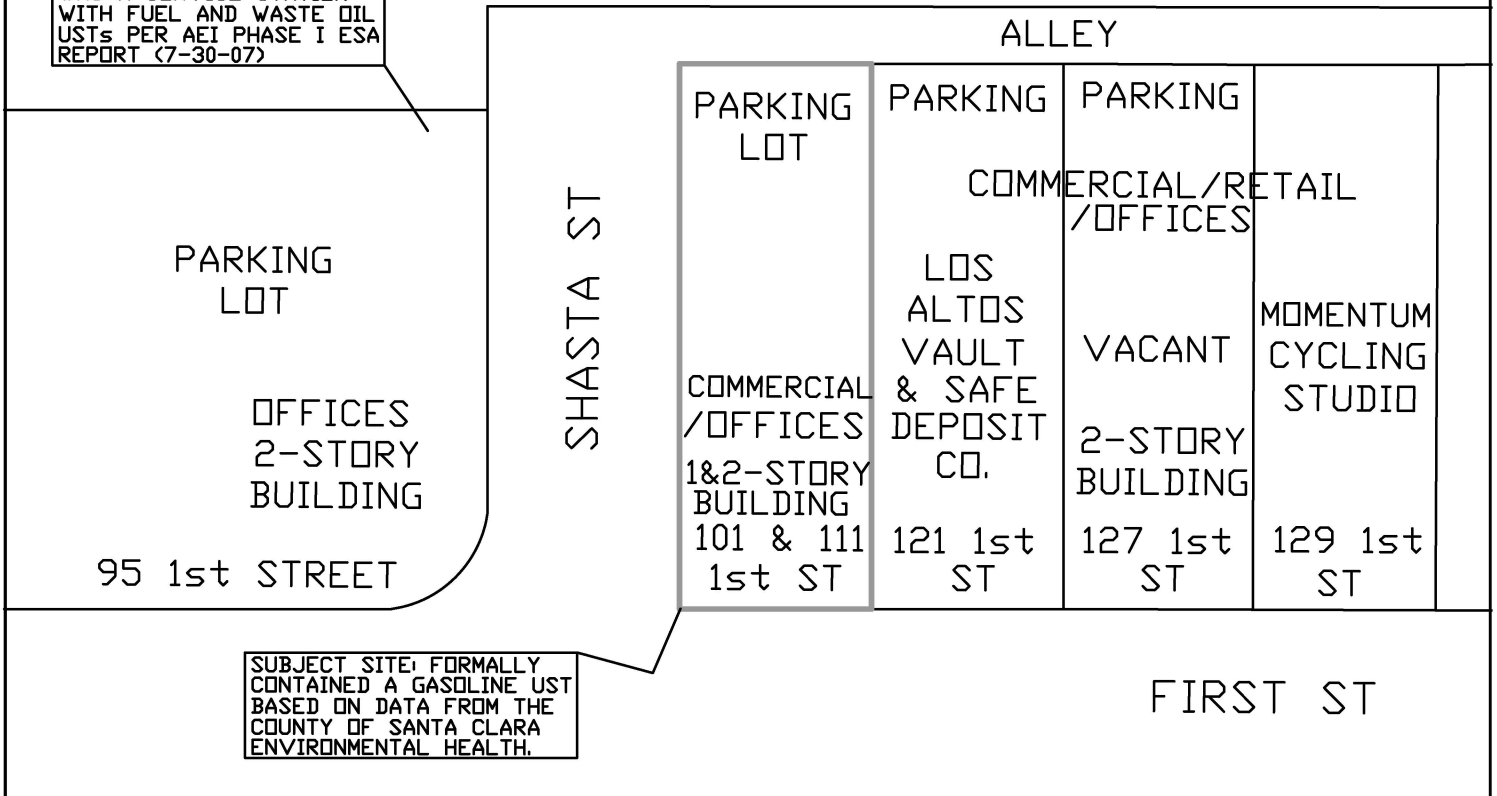 WITH FUEL AND WASTE OIL
USTs PER AEI PHASE I ESA
REPORT (7-30-07)
ALLEY
PARKING
LOT
OFFICES
2-STORY
BUILDING
95 1st STREET
SHASTA ST
PARKING
LOT
COMMERCIAL
/OFFICES
1&2-STORY
BUILDING
101 & 111
1st ST
PARKING
PARKING
COMMERCIAL/RETAIL
/OFFICES
LOS
ALTOS
VAULT
& SAFE
DEPOSIT
CO.
121 1st
ST
VACANT
2-STORY
BUILDING
127 1st
ST
MOMENTUM
CYCLING
STUDIO
129 1st
ST
SUBJECT SITE: FORMALLY
CONTAINED A GASOLINE UST
BASED ON DATA FROM THE
COUNTY OF SANTA CLARA
ENVIRONMENTAL HEALTH.
FIRST ST